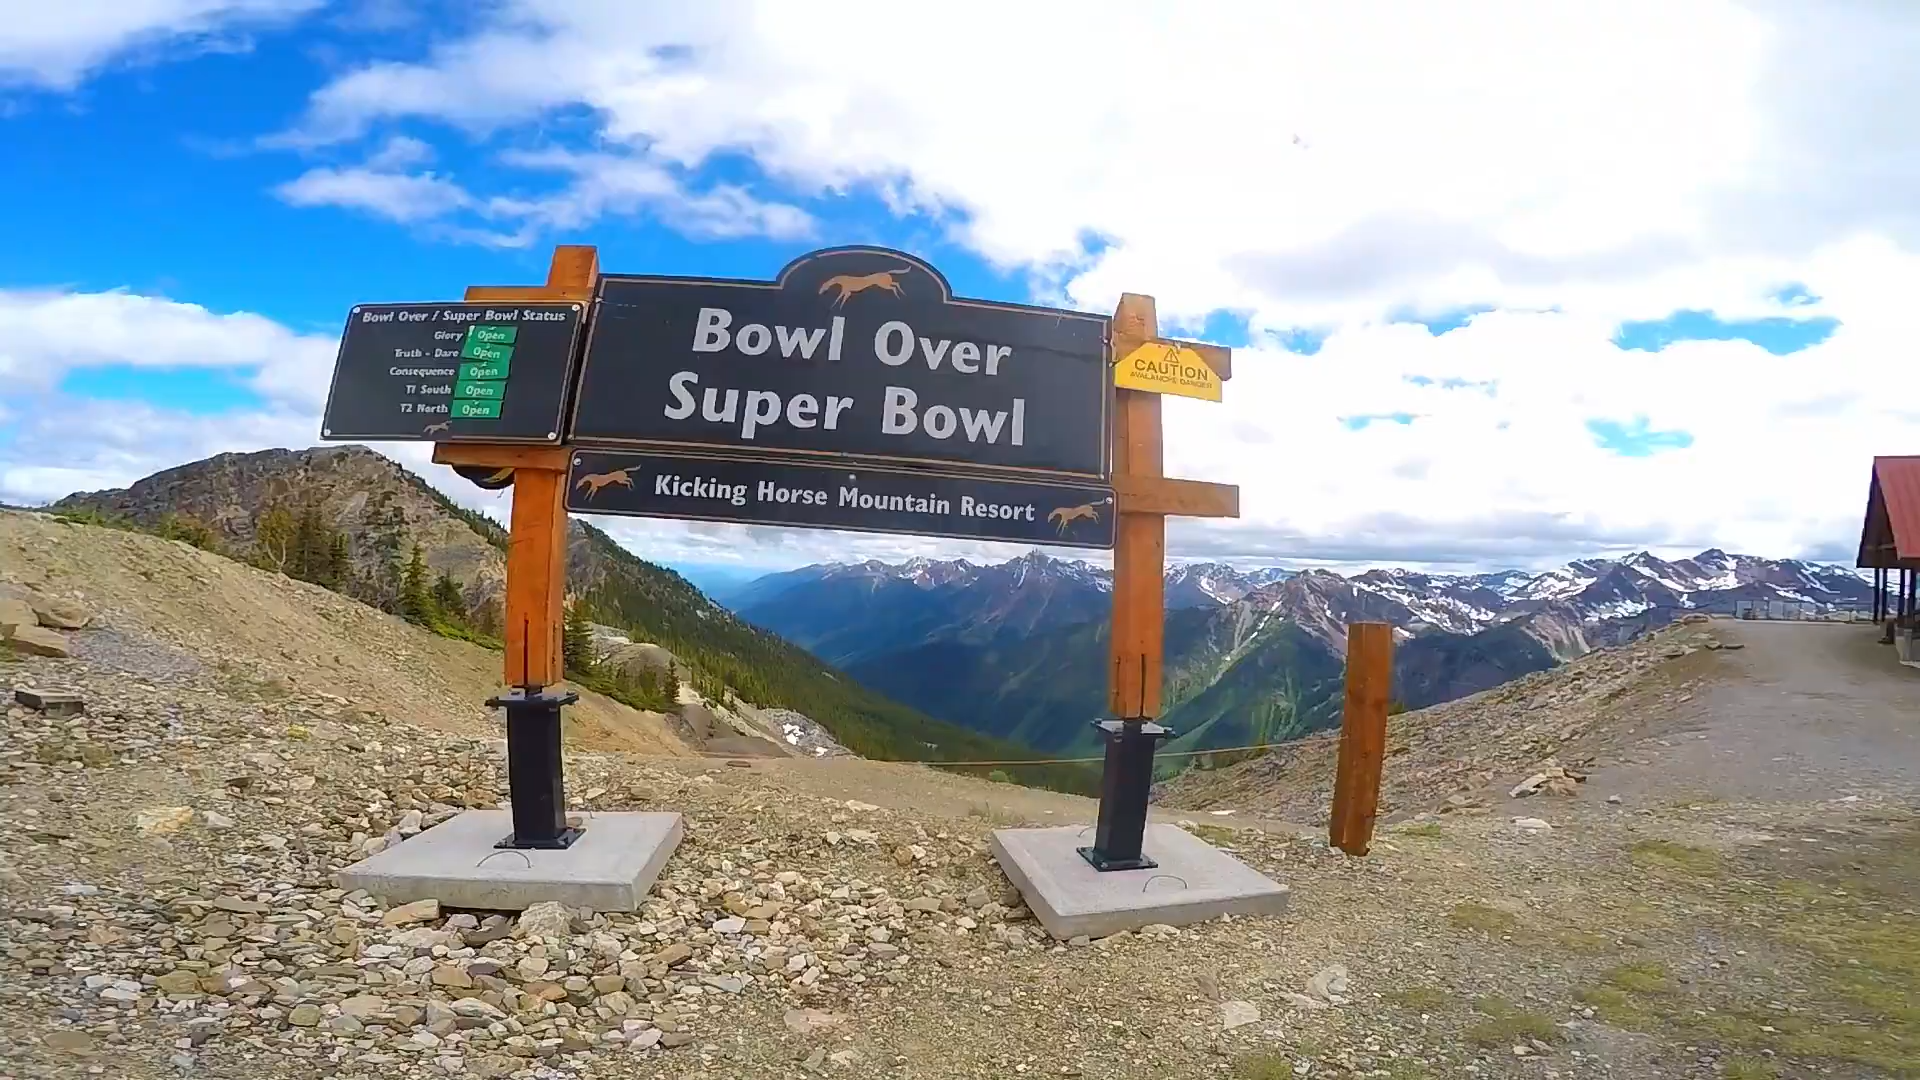 Bowl Over / Super Bowl Status
Glory Open
Truth - Dare Open
Consequence Open
T1 South Open
T2 North Open
Bowl Over
Super Bowl
Kicking Horse Mountain Resort
CAUTION
AVALANCHE DANGER